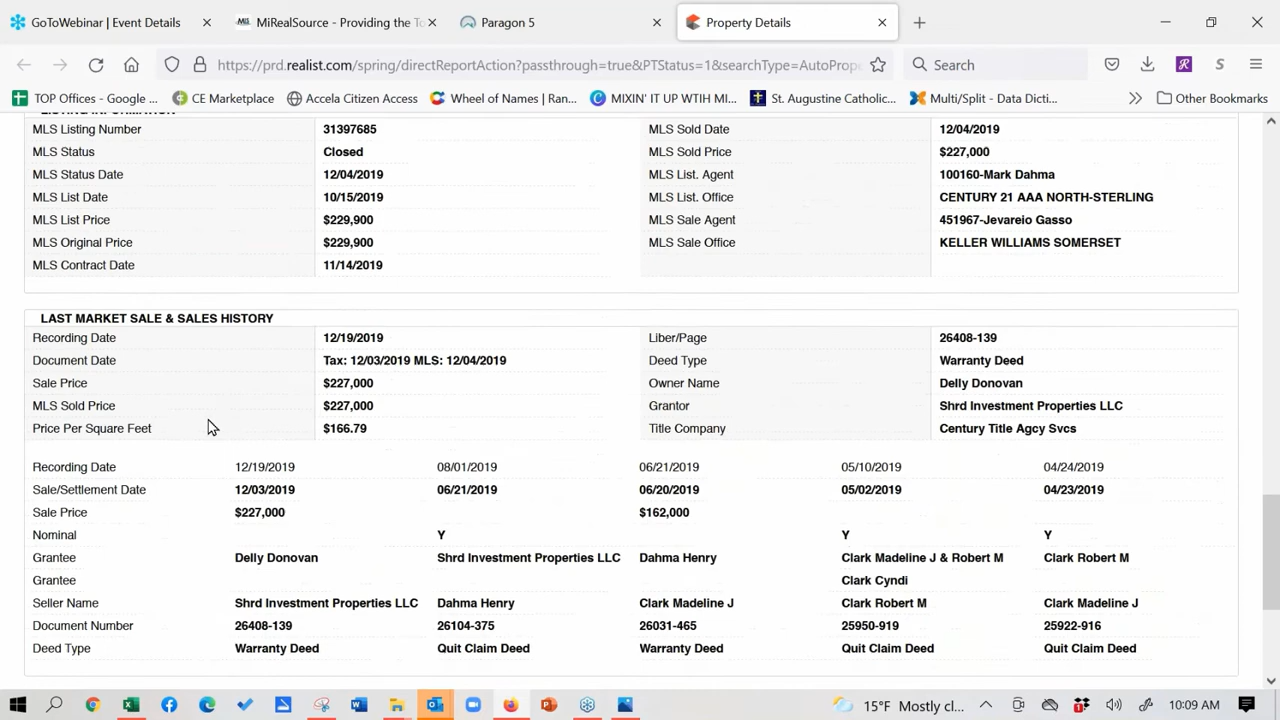 GoToWebinar | Event Details
MiRealSource - Providing the To
Paragon 5
Property Details
https://prd.realist.com/spring/directReportAction?passthrough=true&PTStatus=1&searchType=AutoPrope
Search
TOP Offices - Google ...
CE Marketplace
Accela Citizen Access
Wheel of Names | Ran...
MIXIN' IT UP WTIH MI...
St. Augustine Catholic...
Multi/Split - Data Dicti...
Other Bookmarks
LISTING INFORMATION
MLS Listing Number 31397685 MLS Sold Date 12/04/2019
MLS Status Closed MLS Sold Price $227,000
MLS Status Date 12/04/2019 MLS List. Agent 100160-Mark Dahma
MLS List Date 10/15/2019 MLS List. Office CENTURY 21 AAA NORTH-STERLING
MLS List Price $229,900 MLS Sale Agent 451967-Jevareio Gasso
MLS Original Price $229,900 MLS Sale Office KELLER WILLIAMS SOMERSET
MLS Contract Date 11/14/2019
LAST MARKET SALE & SALES HISTORY
Recording Date 12/19/2019 Liber/Page 26408-139
Document Date Tax: 12/03/2019 MLS: 12/04/2019 Deed Type Warranty Deed
Sale Price $227,000 Owner Name Delly Donovan
MLS Sold Price $227,000 Grantor Shrd Investment Properties LLC
Price Per Square Feet $166.79 Title Company Century Title Agcy Svcs
Recording Date 12/19/2019 08/01/2019 06/21/2019 05/10/2019 04/24/2019
Sale/Settlement Date 12/03/2019 06/21/2019 06/20/2019 05/02/2019 04/23/2019
Sale Price $227,000 $162,000
Nominal Y Y Y
Grantee Delly Donovan Shrd Investment Properties LLC Dahma Henry Clark Madeline J & Robert M Clark Robert M
Grantee Clark Cyndi
Seller Name Shrd Investment Properties LLC Dahma Henry Clark Madeline J Clark Robert M Clark Madeline J
Document Number 26408-139 26104-375 26031-465 25950-919 25922-916
Deed Type Warranty Deed Quit Claim Deed Warranty Deed Quit Claim Deed Quit Claim Deed
15°F Mostly cl... 10:09 AM